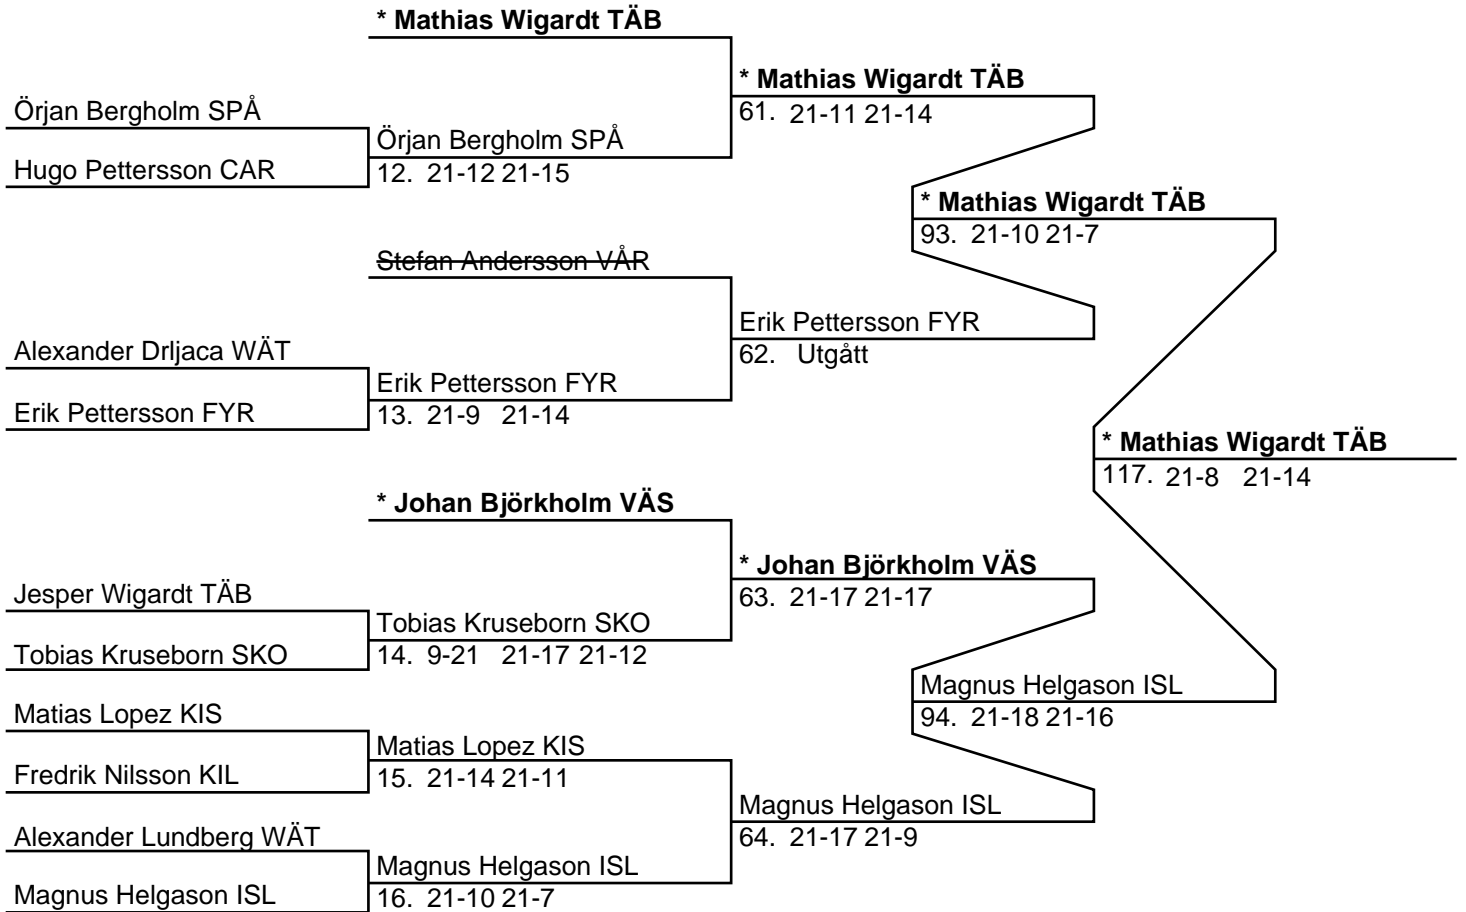 * Mathias Wigardt TÄB
* Mathias Wigardt TÄB
61. 21-11 21-14
Örjan Bergholm SPÅ
Örjan Bergholm SPÅ
12. 21-12 21-15
Hugo Pettersson CAR
* Mathias Wigardt TÄB
93. 21-10 21-7
Stefan Andersson VÅR
Erik Pettersson FYR
62. Utgått
Alexander Drljaca WÄT
Erik Pettersson FYR
13. 21-9 21-14
Erik Pettersson FYR
* Mathias Wigardt TÄB
117. 21-8 21-14
* Johan Björkholm VÄS
* Johan Björkholm VÄS
63. 21-17 21-17
Jesper Wigardt TÄB
Tobias Kruseborn SKO
14. 9-21 21-17 21-12
Tobias Kruseborn SKO
Magnus Helgason ISL
94. 21-18 21-16
Matias Lopez KIS
Matias Lopez KIS
15. 21-14 21-11
Fredrik Nilsson KIL
Magnus Helgason ISL
64. 21-17 21-9
Alexander Lundberg WÄT
Magnus Helgason ISL
16. 21-10 21-7
Magnus Helgason ISL